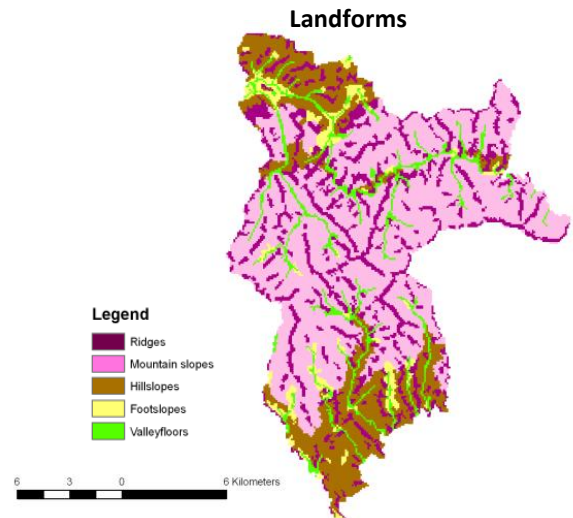 Landforms
Legend
Ridges
Mountain slopes
Hillslopes
Footslopes
Valleyfloors
6 3 0 6 Kilometers